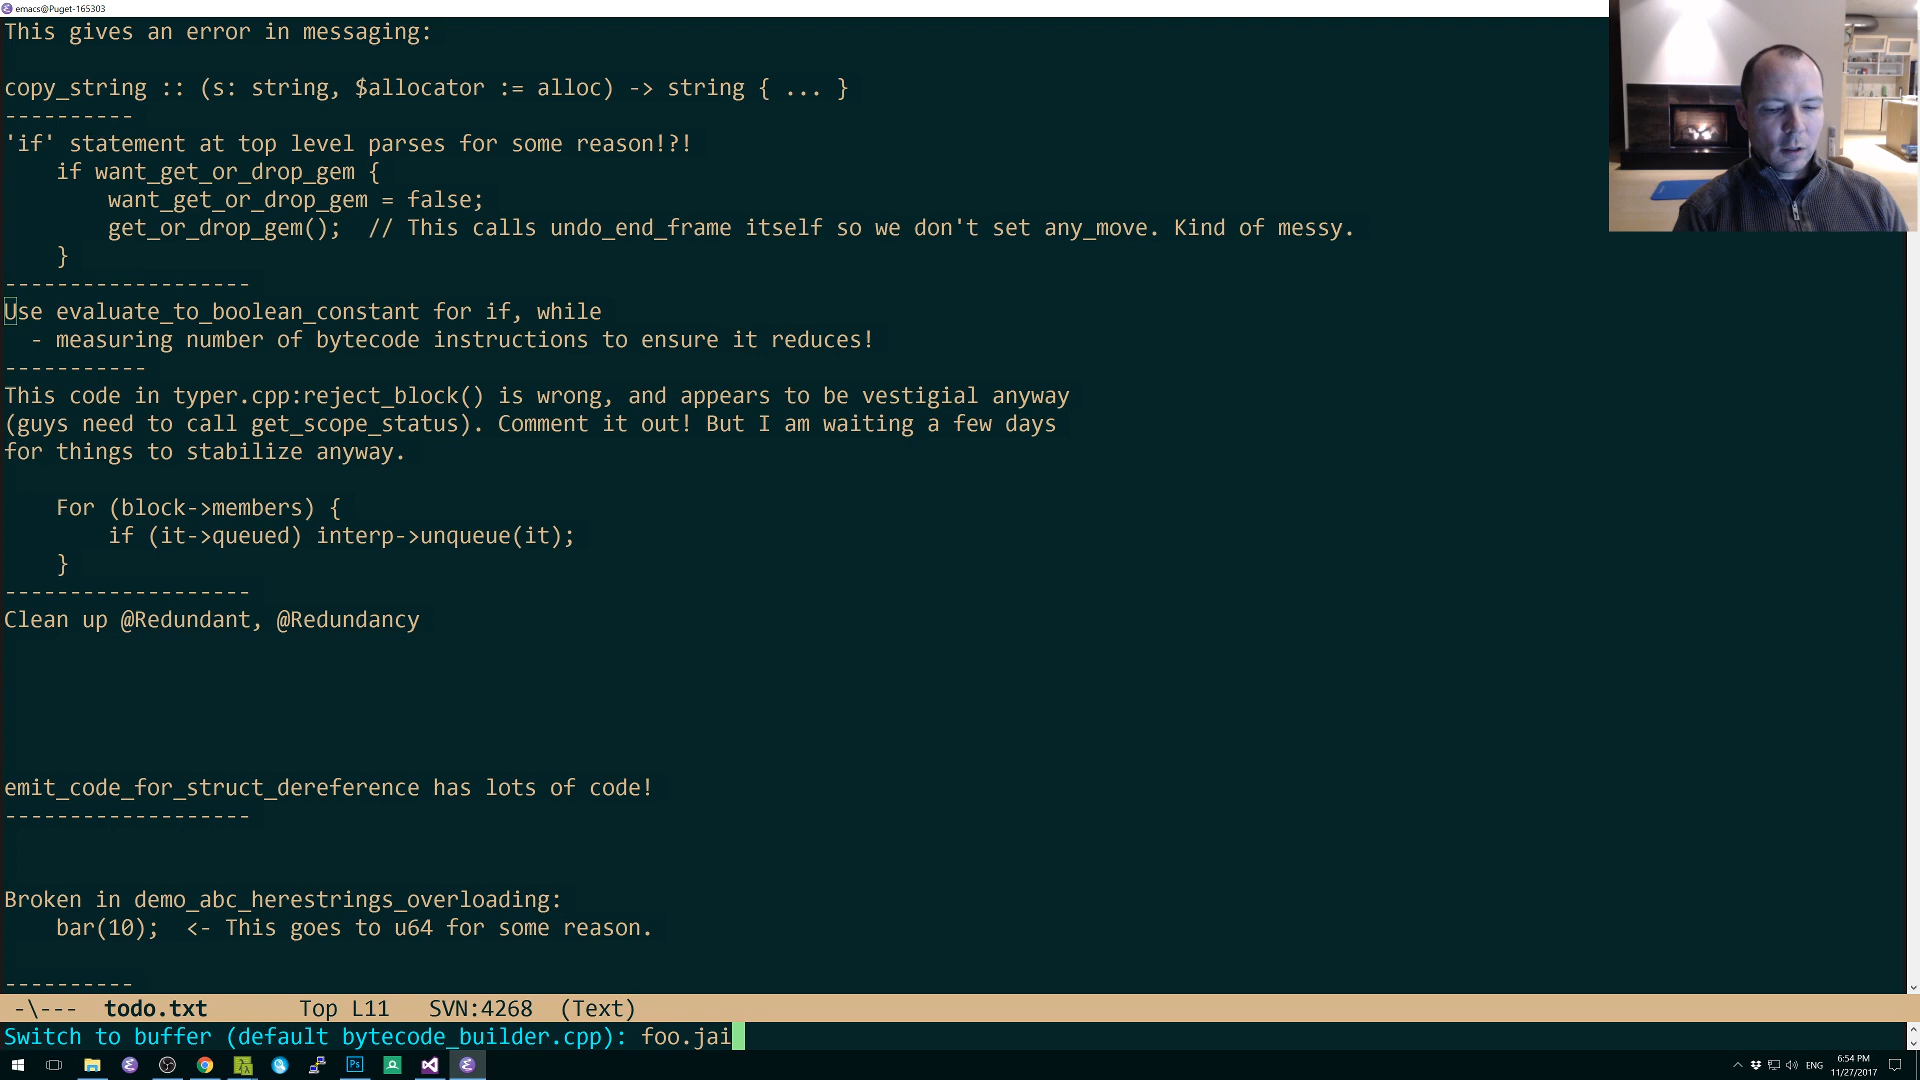 emacs@Puget-165303
This gives an error in messaging:
copy_string :: (s: string, $allocator := alloc) -> string { ... }
----------
'if' statement at top level parses for some reason!?!
if want_get_or_drop_gem {
want_get_or_drop_gem = false;
get_or_drop_gem();  // This calls undo_end_frame itself so we don't set any_move. Kind of messy.
}
-------------------
Use evaluate_to_boolean_constant for if, while
- measuring number of bytecode instructions to ensure it reduces!
-----------
This code in typer.cpp:reject_block() is wrong, and appears to be vestigial anyway
(guys need to call get_scope_status). Comment it out! But I am waiting a few days
for things to stabilize anyway.
For (block->members) {
if (it->queued) interp->unqueue(it);
}
-------------------
Clean up @Redundant, @Redundancy
emit_code_for_struct_dereference has lots of code!
-------------------
Broken in demo_abc_herestrings_overloading:
bar(10);  <- This goes to u64 for some reason.
----------
-\--- todo.txt Top L11 SVN:4268 (Text)
Switch to buffer (default bytecode_builder.cpp): foo.jai
Ps
ENG
6:54 PM
11/27/2017